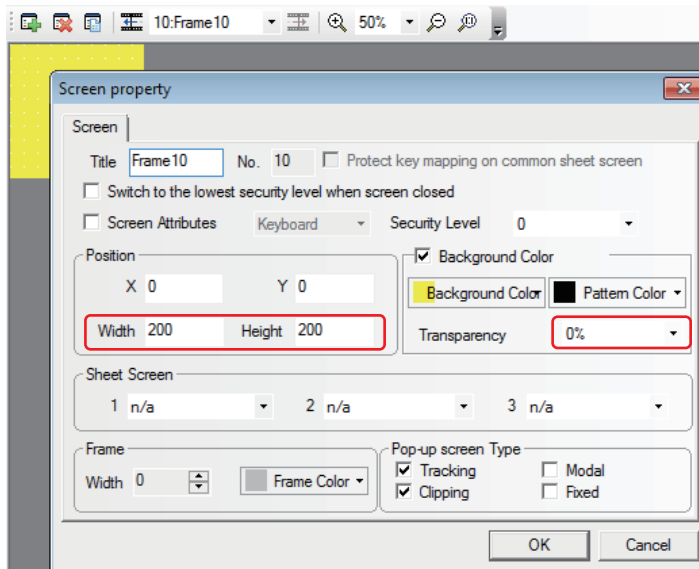 10:Frame10 50%
Screen property
Screen
Title Frame10 No. 10 Protect key mapping on common sheet screen
Switch to the lowest security level when screen closed
Screen Attributes Keyboard Security Level 0
Position Background Color
X 0 Y 0 Background Color Pattern Color
Width 200 Height 200 Transparency 0%
Sheet Screen
1 n/a 2 n/a 3 n/a
Frame Pop-up screen Type
Width 0 Frame Color Tracking Modal
Clipping Fixed
OK Cancel